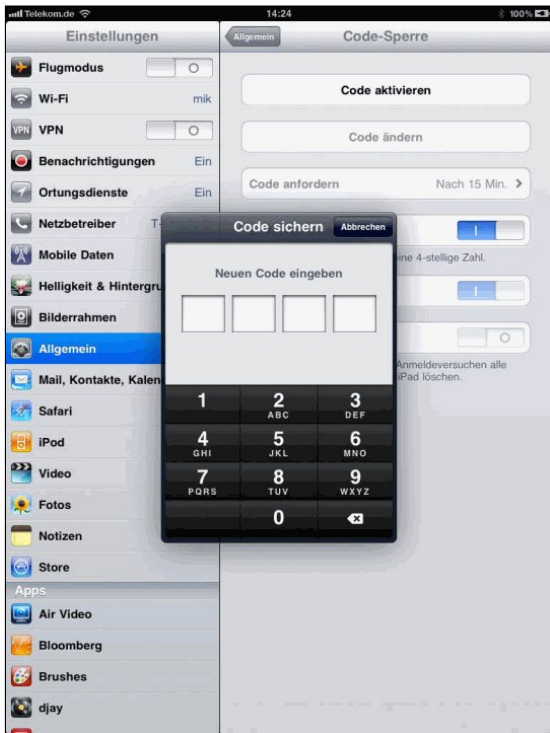 Telekom.de 14:24 100%
Einstellungen
Flugmodus
Wi-Fi mik
VPN VPN
Benachrichtigungen Ein
Ortungsdienste Ein
Netzbetreiber T-
Mobile Daten
Helligkeit & Hintergru
Bilderrahmen
Allgemein
Mail, Kontakte, Kalen
Safari
iPod
Video
Fotos
Notizen
Store
Apps
Air Video
Bloomberg
Brushes
djay
Allgemein Code-Sperre
Code aktivieren
Code ändern
Code anfordern Nach 15 Min.
ine 4-stellige Zahl.
Anmeldeversuchen alle
iPad löschen.
Code sichern Abbrechen
Neuen Code eingeben
1 2 ABC 3 DEF
4 GHI 5 JKL 6 MNO
7 PQRS 8 TUV 9 WXYZ
0